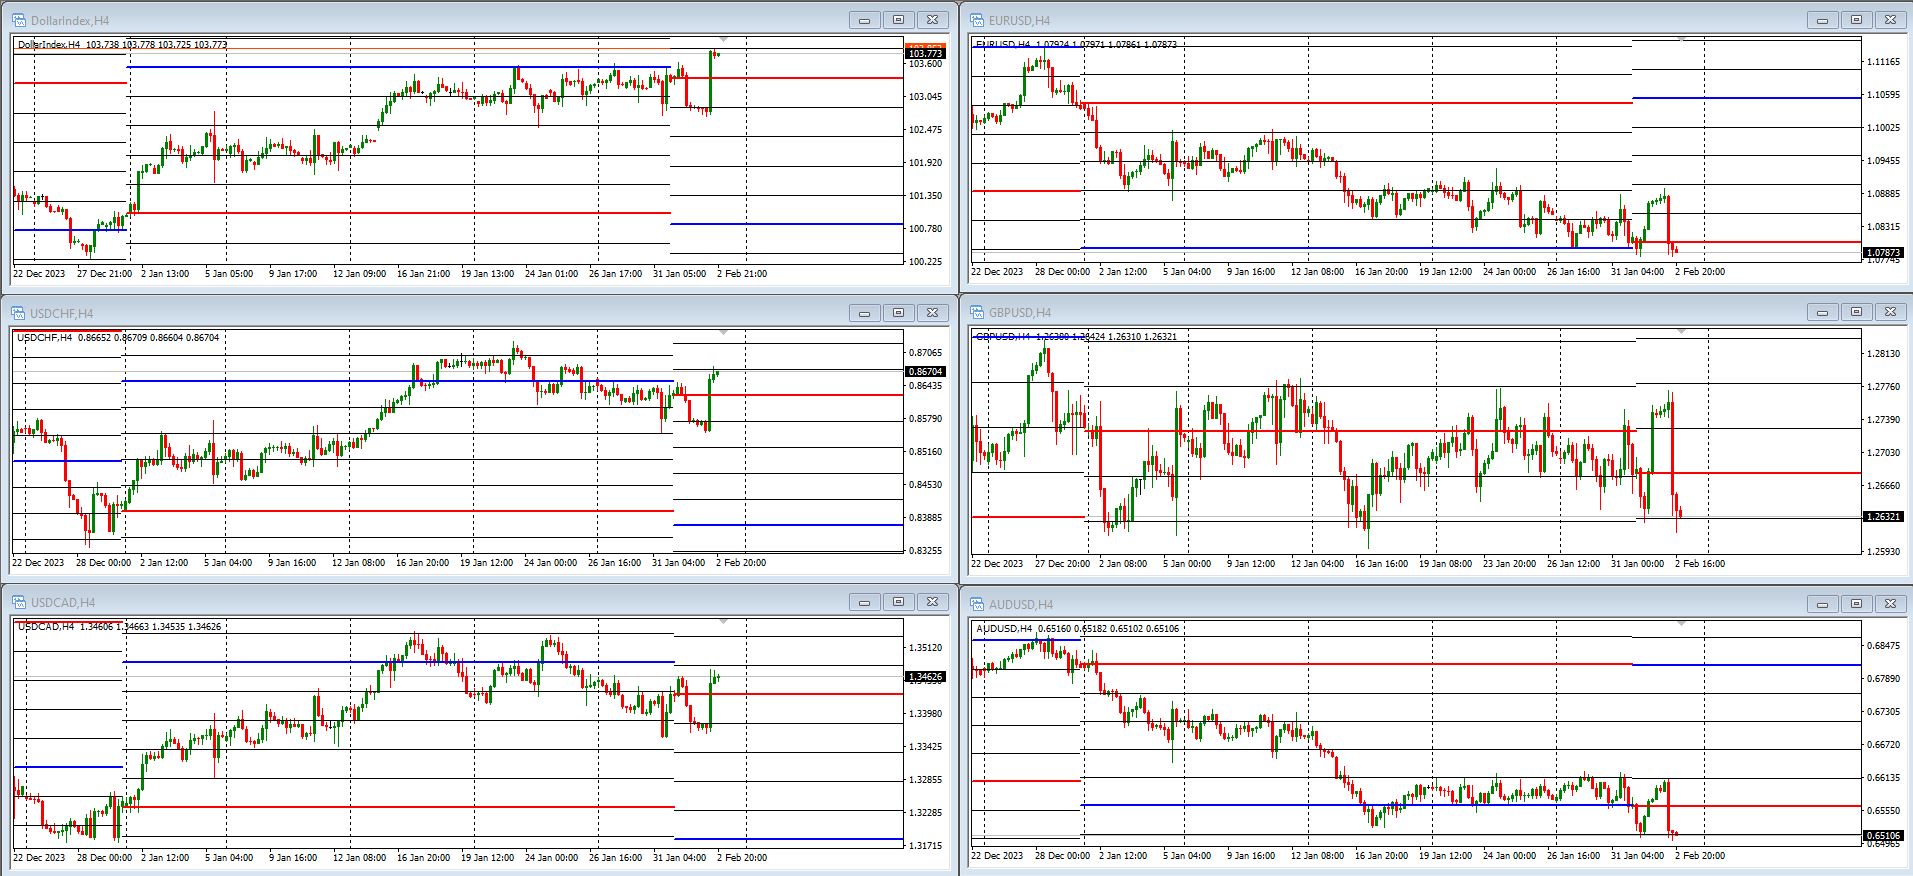 DollarIndex,H4
DollarIndex,H4 103.738 103.778 103.725 103.773
103.773
103.600
103.045
102.475
101.920
101.350
100.780
100.225
22 Dec 2023 27 Dec 21:00 2 Jan 13:00 5 Jan 05:00 9 Jan 17:00 12 Jan 09:00 16 Jan 21:00 19 Jan 13:00 24 Jan 01:00 26 Jan 17:00 31 Jan 05:00 2 Feb 21:00
EURUSD,H4
EURUSD,H4 1.07924 1.07971 1.07861 1.07873
1.11165
1.10595
1.10025
1.09455
1.08885
1.08315
1.07873
1.07745
22 Dec 2023 28 Dec 00:00 2 Jan 12:00 5 Jan 04:00 9 Jan 16:00 12 Jan 08:00 16 Jan 20:00 19 Jan 12:00 24 Jan 00:00 26 Jan 16:00 31 Jan 04:00 2 Feb 20:00
USDCHF,H4
USDCHF,H4 0.86652 0.86709 0.86604 0.86704
0.87065
0.86704
0.86435
0.85790
0.85160
0.84530
0.83885
0.83255
22 Dec 2023 28 Dec 00:00 2 Jan 12:00 5 Jan 04:00 9 Jan 16:00 12 Jan 08:00 16 Jan 20:00 19 Jan 12:00 24 Jan 00:00 26 Jan 16:00 31 Jan 04:00 2 Feb 20:00
GBPUSD,H4
GBPUSD,H4 1.26380 1.26424 1.26310 1.26321
1.28130
1.27760
1.27390
1.27030
1.26660
1.26321
1.25930
22 Dec 2023 27 Dec 20:00 2 Jan 08:00 5 Jan 00:00 9 Jan 12:00 12 Jan 04:00 16 Jan 16:00 19 Jan 08:00 23 Jan 20:00 26 Jan 12:00 31 Jan 00:00 2 Feb 16:00
USDCAD,H4
USDCAD,H4 1.34606 1.34663 1.34535 1.34626
1.35120
1.34626
1.33980
1.33425
1.32855
1.32285
1.31715
22 Dec 2023 28 Dec 00:00 2 Jan 12:00 5 Jan 04:00 9 Jan 16:00 12 Jan 08:00 16 Jan 20:00 19 Jan 12:00 24 Jan 00:00 26 Jan 16:00 31 Jan 04:00 2 Feb 20:00
AUDUSD,H4
AUDUSD,H4 0.65160 0.65182 0.65102 0.65106
0.68475
0.67890
0.67305
0.66720
0.66135
0.65550
0.65106
0.64965
22 Dec 2023 28 Dec 00:00 2 Jan 12:00 5 Jan 04:00 9 Jan 16:00 12 Jan 08:00 16 Jan 20:00 19 Jan 12:00 24 Jan 00:00 26 Jan 16:00 31 Jan 04:00 2 Feb 20:00